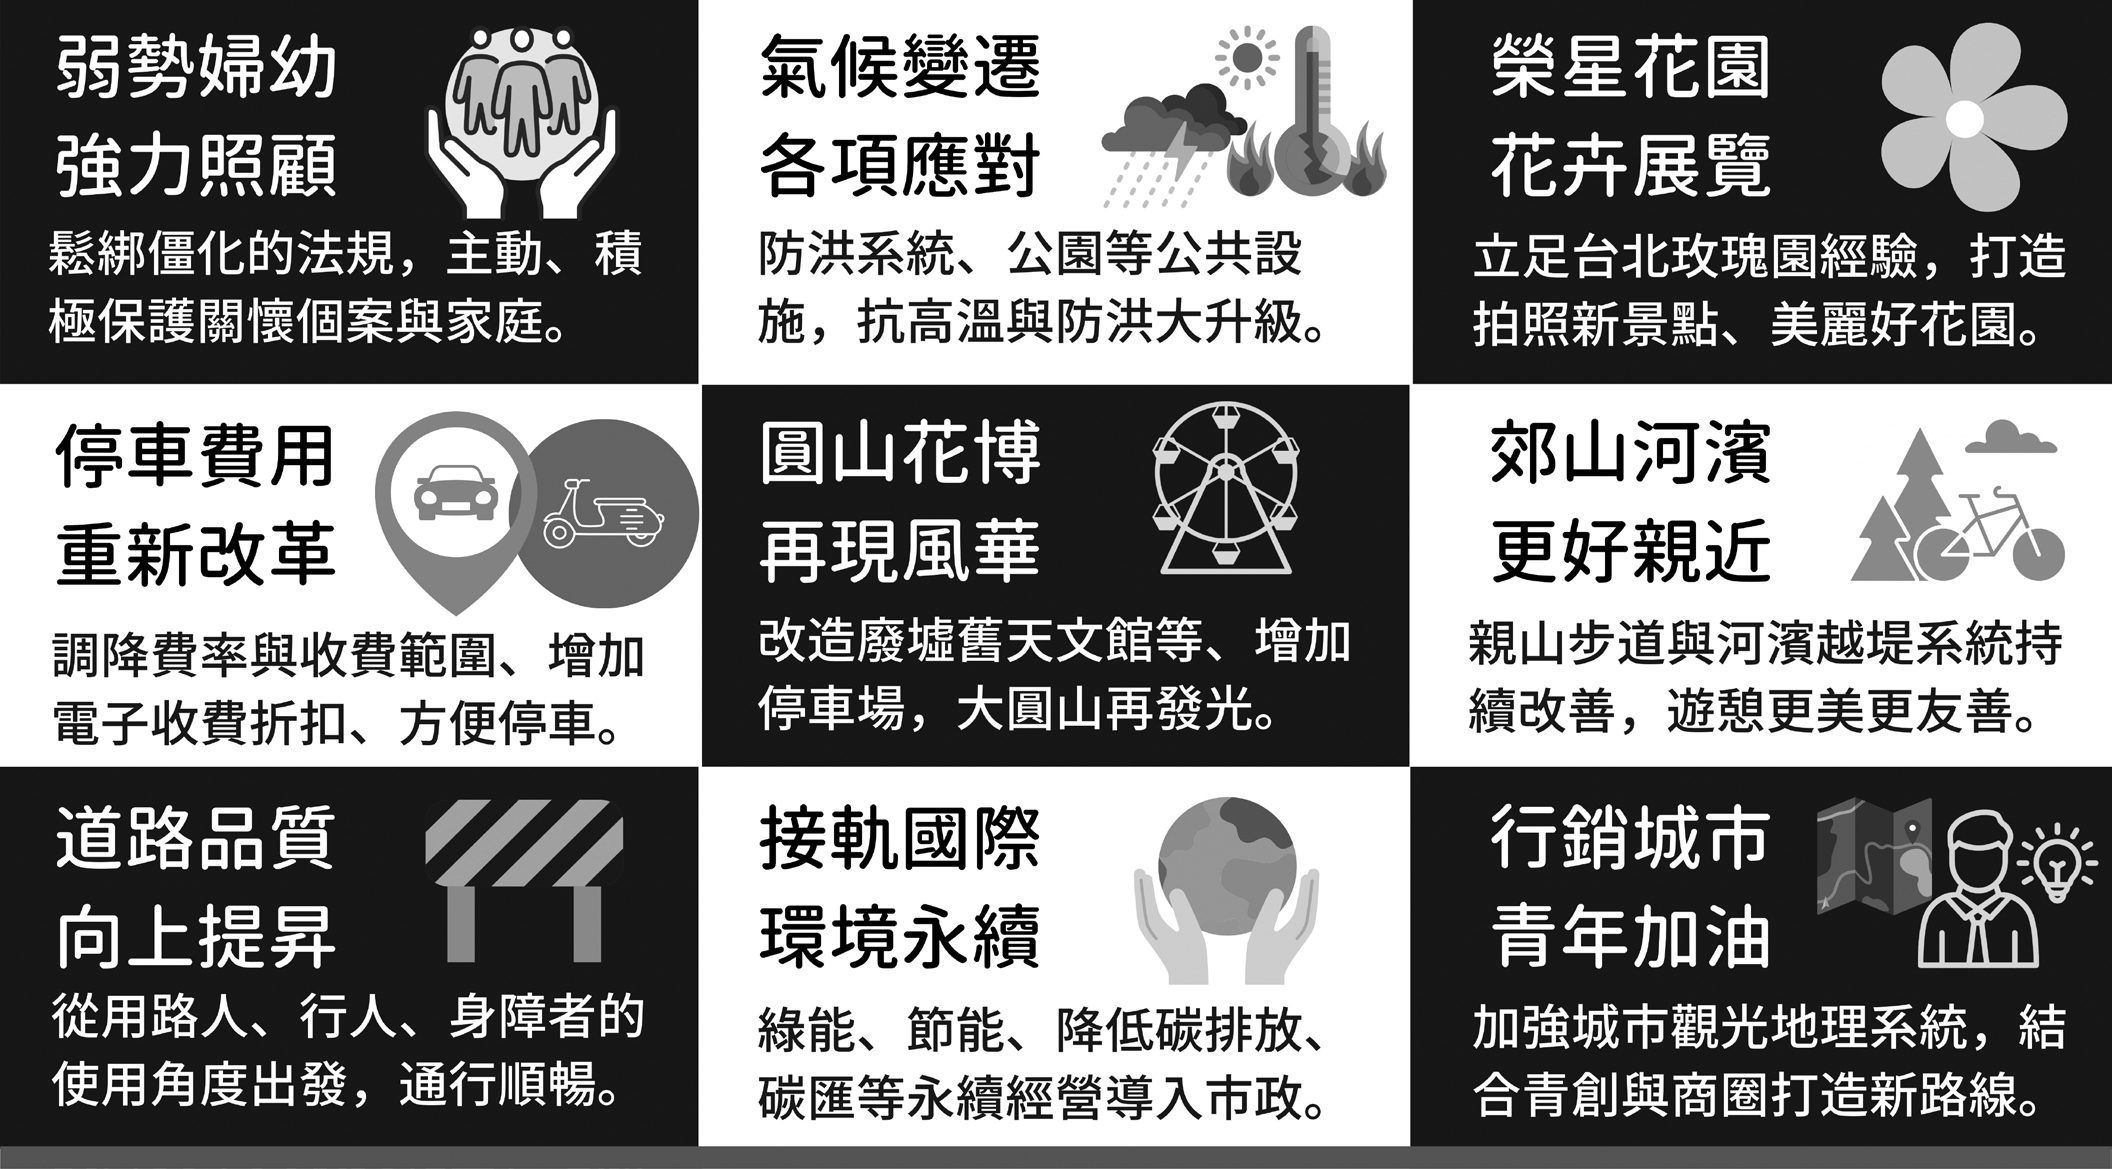 弱勢婦幼
強力照顧
鬆綁僵化的法規，主動、積
極保護關懷個案與家庭。
氣候變遷
各項應對
防洪系統、公園等公共設
施，抗高溫與防洪大升級。
榮星花園
花卉展覽
立足台北玫瑰園經驗，打造
拍照新景點、美麗好花園。
停車費用
重新改革
調降費率與收費範圍、增加
電子收費折扣、方便停車。
圓山花博
再現風華
改造廢墟舊天文館等、增加
停車場，大圓山再發光。
郊山河濱
更好親近
親山步道與河濱越堤系統持
續改善，遊憩更美更友善。
道路品質
向上提昇
從用路人、行人、身障者的
使用角度出發，通行順暢。
接軌國際
環境永續
綠能、節能、降低碳排放、
碳匯等永續經營導入市政。
行銷城市
青年加油
加強城市觀光地理系統，結
合青創與商圈打造新路線。